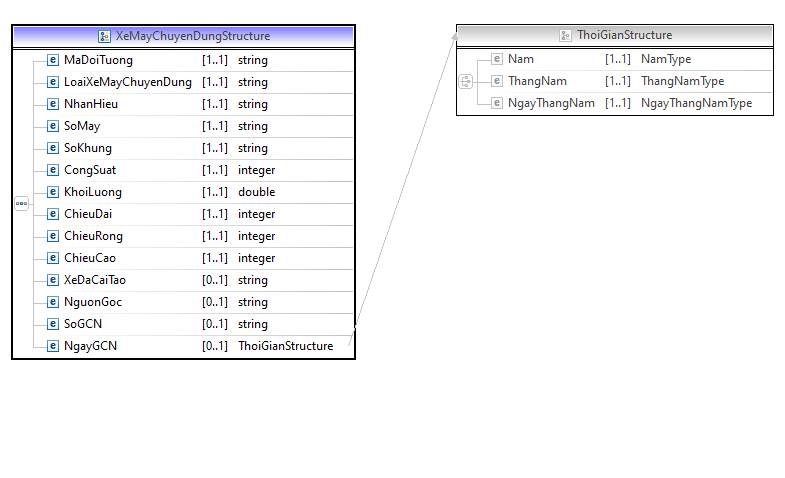 XeMayChuyenDungStructure
e MaDoiTuong [1..1] string
e LoaiXeMayChuyenDung [1..1] string
e NhanHieu [1..1] string
e SoMay [1..1] string
e SoKhung [1..1] string
e CongSuat [1..1] integer
e KhoiLuong [1..1] double
e ChieuDai [1..1] integer
e ChieuRong [1..1] integer
e ChieuCao [1..1] integer
e XeDaCaiTao [0..1] string
e NguonGoc [0..1] string
e SoGCN [0..1] string
e NgayGCN [0..1] ThoiGianStructure
ThoiGianStructure
e Nam [1..1] NamType
e ThangNam [1..1] ThangNamType
e NgayThangNam [1..1] NgayThangNamType